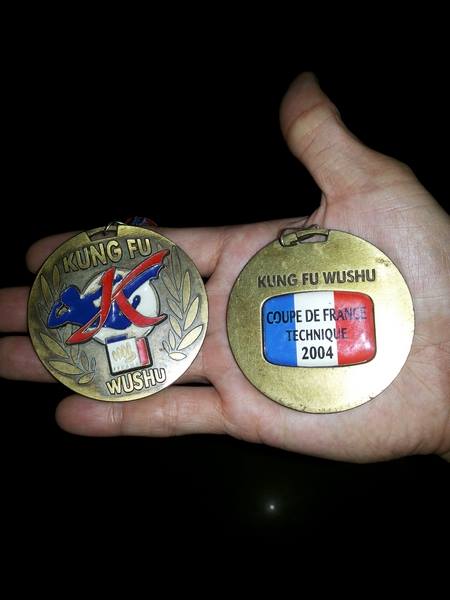 KUNG FU
K
WUSHU
KUNG FU WUSHU
COUPE DE FRANCE
TECHNIQUE
2004